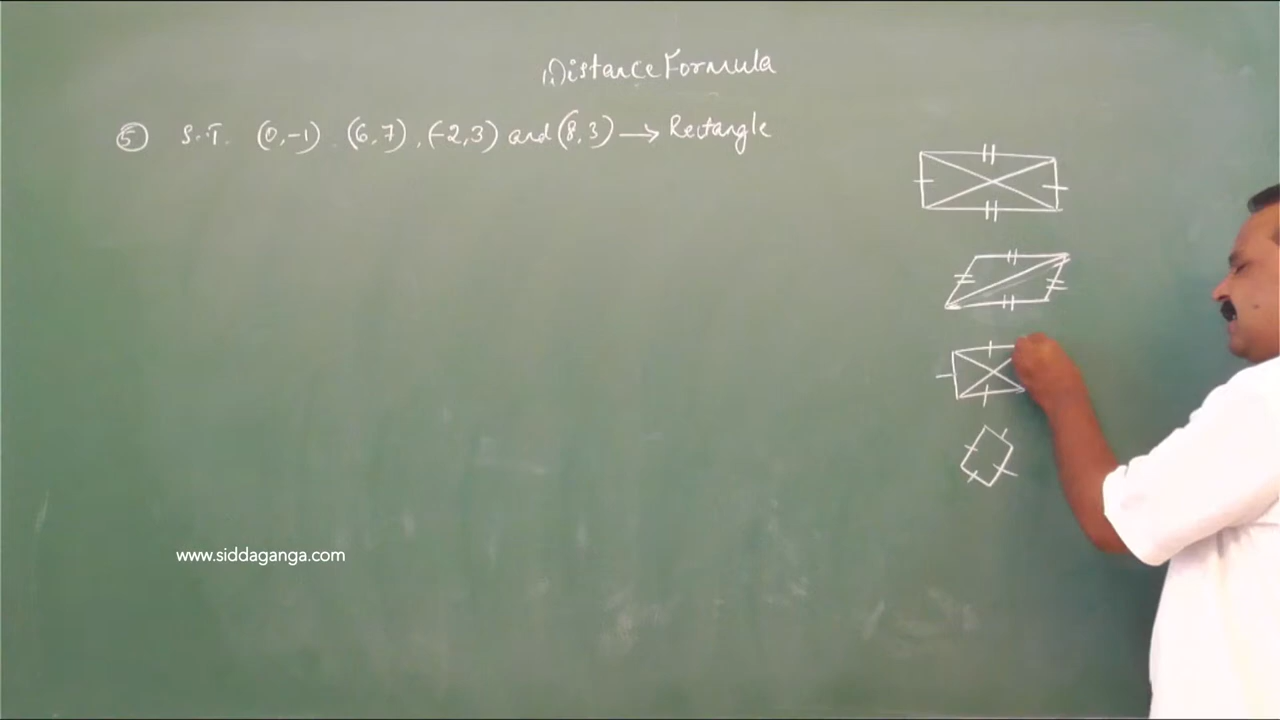 Distance Formula
5 S.T. (0,-1), (6,7), (-2,3) and (8,3) → Rectangle
www.siddaganga.com